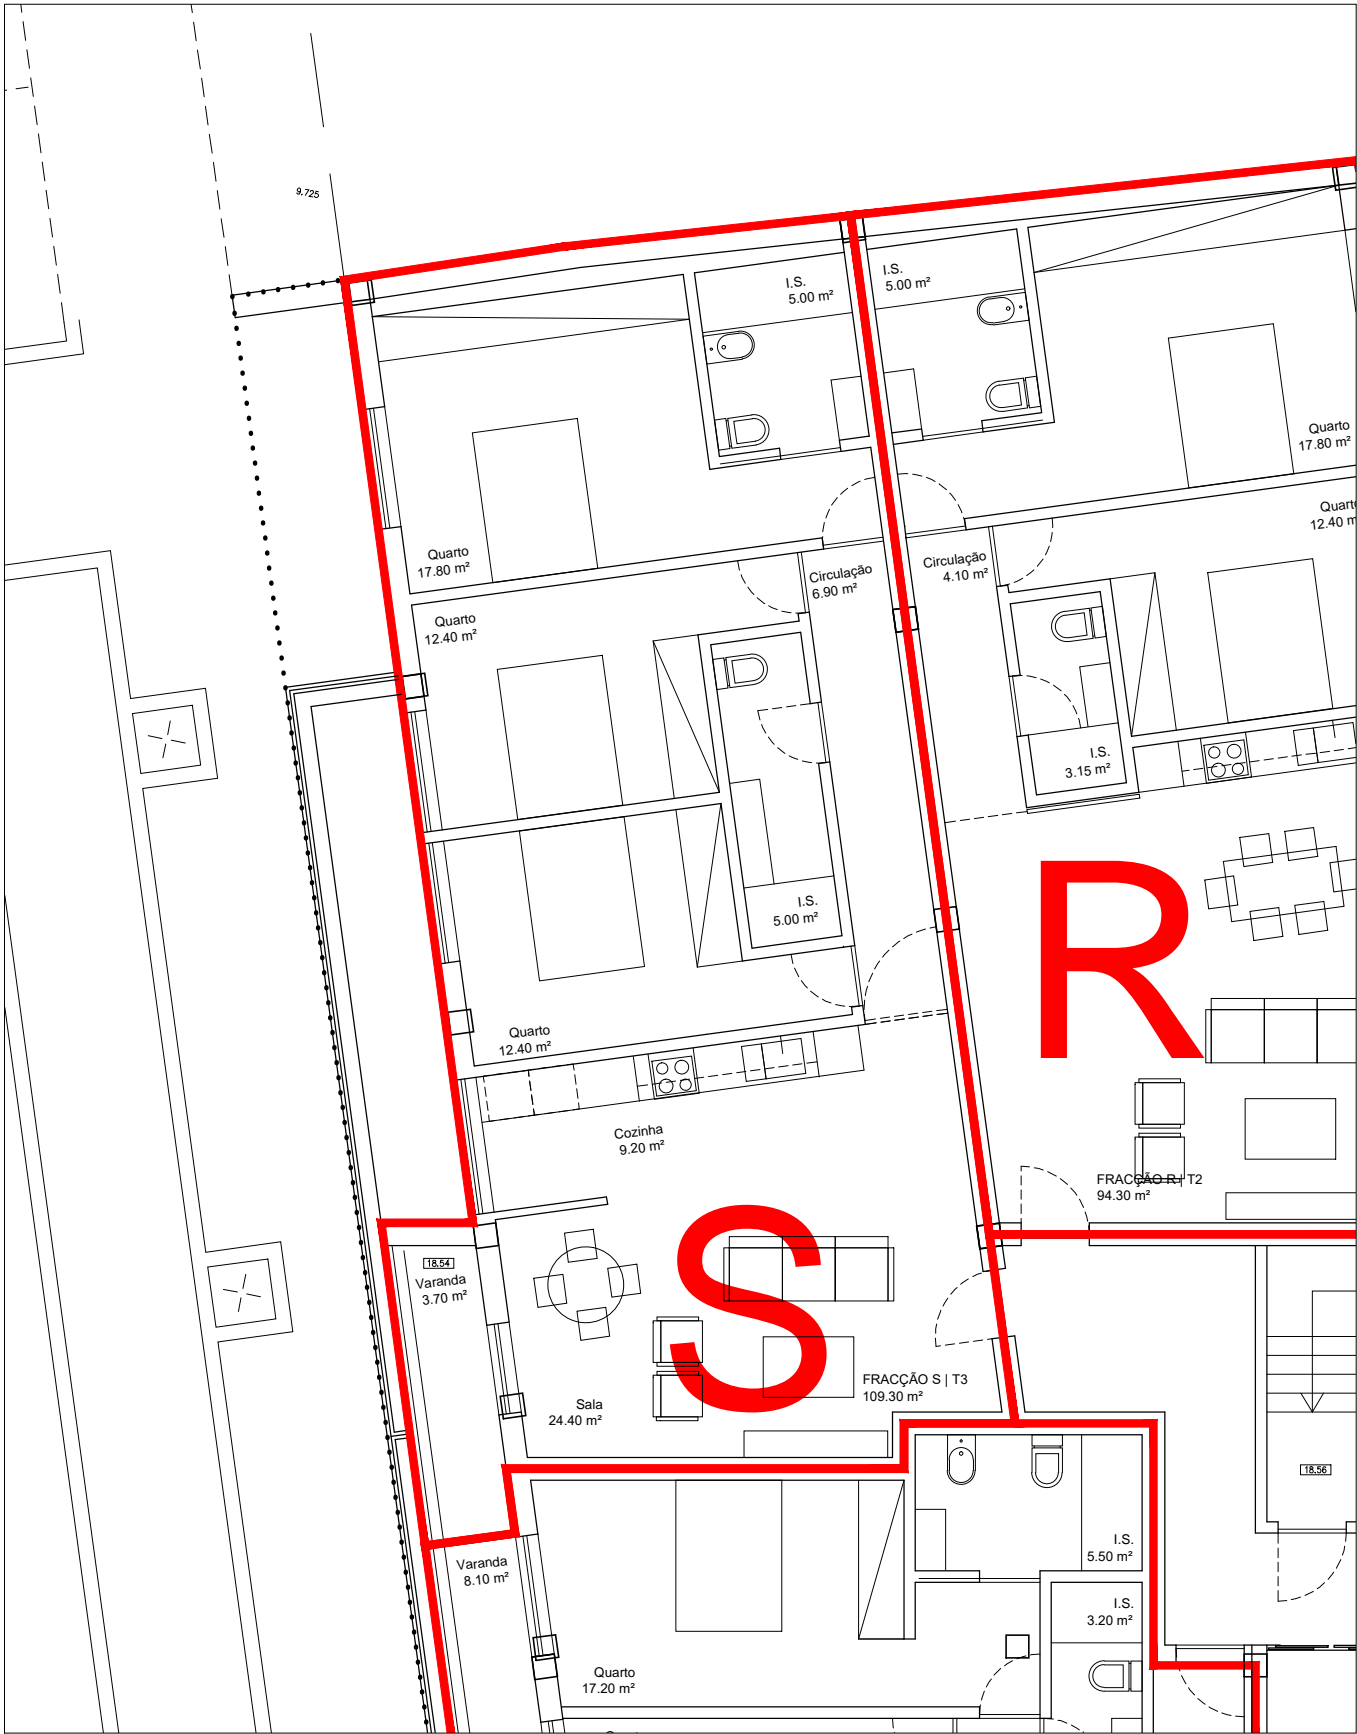 9.725
I.S.
5.00 m²
I.S.
5.00 m²
Quarto
17.80 m²
Quarto
17.80 m²
Quarto
12.40 m²
Circulação
6.90 m²
Circulação
4.10 m²
Quarto
12.40 m²
I.S.
3.15 m²
I.S.
5.00 m²
R
Quarto
12.40 m²
Cozinha
9.20 m²
FRACÇÃO R | T2
94.30 m²
S
18.54
Varanda
3.70 m²
FRACÇÃO S | T3
109.30 m²
Sala
24.40 m²
18.56
I.S.
5.50 m²
Varanda
8.10 m²
I.S.
3.20 m²
Quarto
17.20 m²